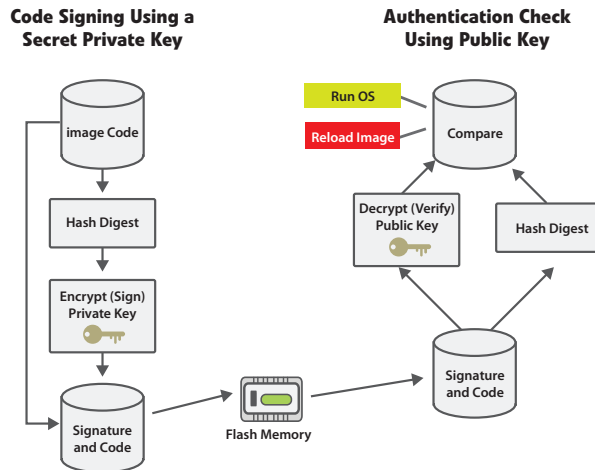 Code Signing Using a
Secret Private Key
image Code
Hash Digest
Encrypt (Sign)
Private Key
Signature
and Code
Flash Memory
Authentication Check
Using Public Key
Run OS
Reload Image
Compare
Decrypt (Verify)
Public Key
Hash Digest
Signature
and Code